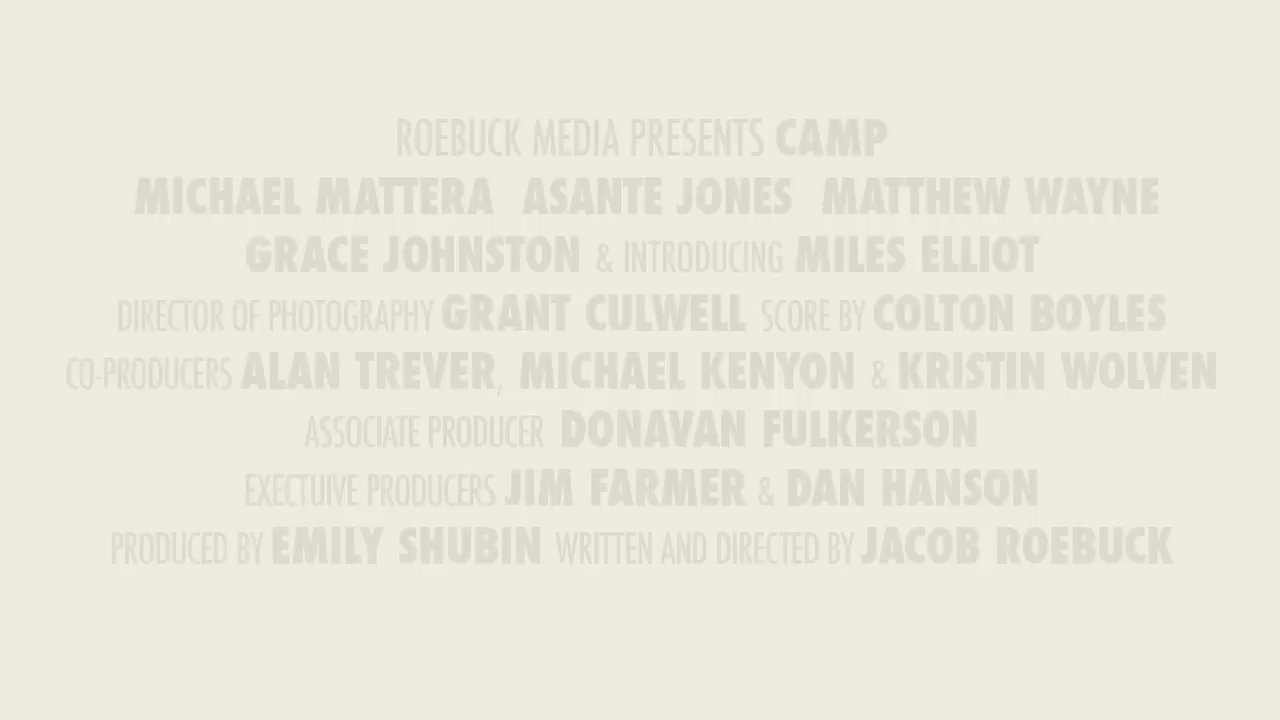 ROEBUCK MEDIA PRESENTS CAMP
MICHAEL MATTERA ASANTE JONES MATTHEW WAYNE
GRACE JOHNSTON & INTRODUCING MILES ELLIOT
DIRECTOR OF PHOTOGRAPHY GRANT CULWELL SCORE BY COLTON BOYLES
CO-PRODUCERS ALAN TREVER, MICHAEL KENYON & KRISTIN WOLVEN
ASSOCIATE PRODUCER DONAVAN FULKERSON
EXECTUIVE PRODUCERS JIM FARMER & DAN HANSON
PRODUCED BY EMILY SHUBIN WRITTEN AND DIRECTED BY JACOB ROEBUCK